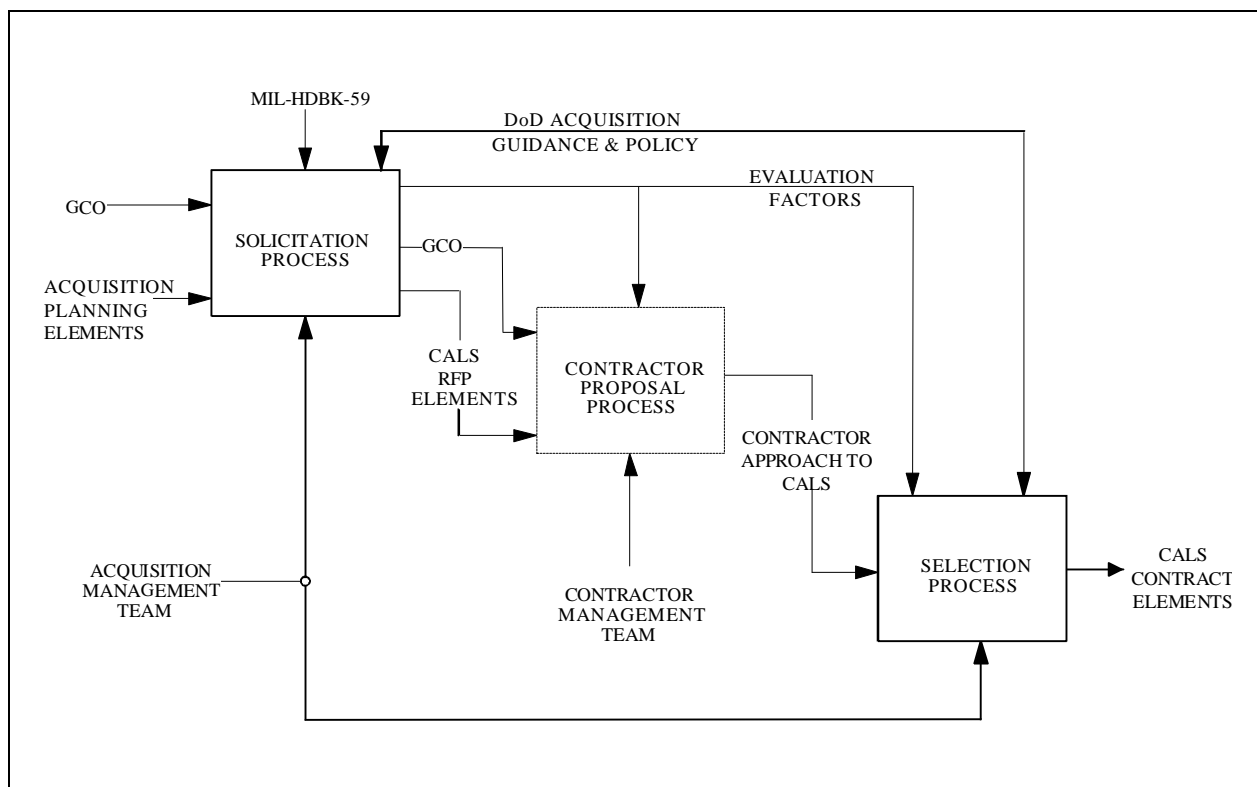 MIL-HDBK-59
DoD ACQUISITION
GUIDANCE & POLICY
EVALUATION
FACTORS
GCO
SOLICITATION
PROCESS
GCO
ACQUISITION
PLANNING
ELEMENTS
CALS
RFP
ELEMENTS
CONTRACTOR
PROPOSAL
PROCESS
CONTRACTOR
APPROACH TO
CALS
SELECTION
PROCESS
CALS
CONTRACT
ELEMENTS
ACQUISITION
MANAGEMENT
TEAM
CONTRACTOR
MANAGEMENT
TEAM